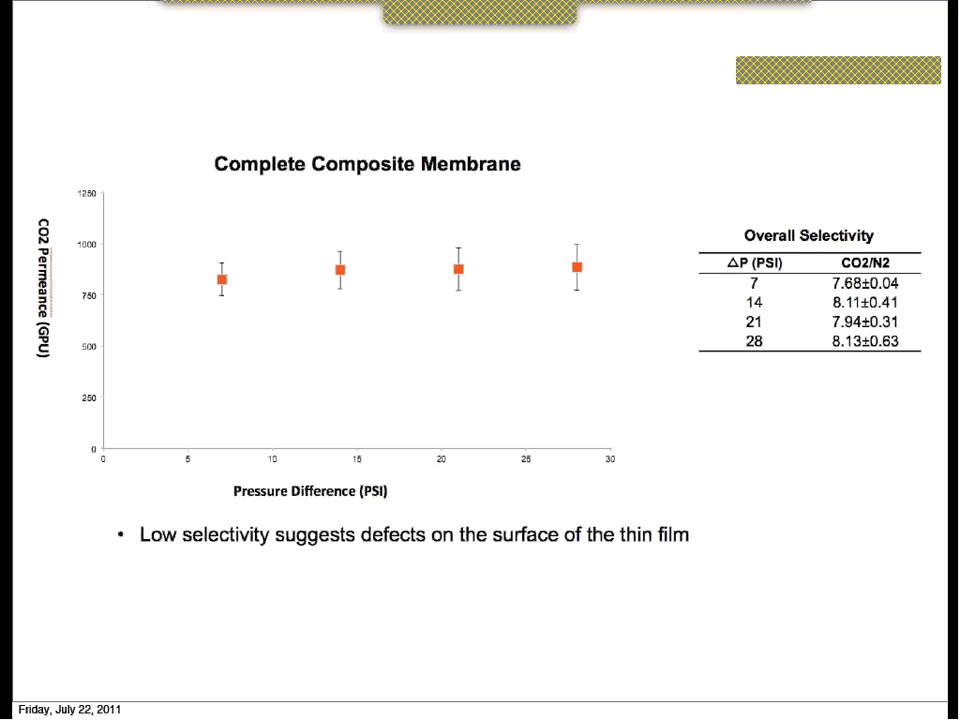 Complete Composite Membrane
CO2 Permeance (GPU)
1250
1000
750
500
250
0
0 5 10 15 20 25 30
Pressure Difference (PSI)
Overall Selectivity
△P (PSI) CO2/N2
7 7.68±0.04
14 8.11±0.41
21 7.94±0.31
28 8.13±0.63
• Low selectivity suggests defects on the surface of the thin film
Friday, July 22, 2011